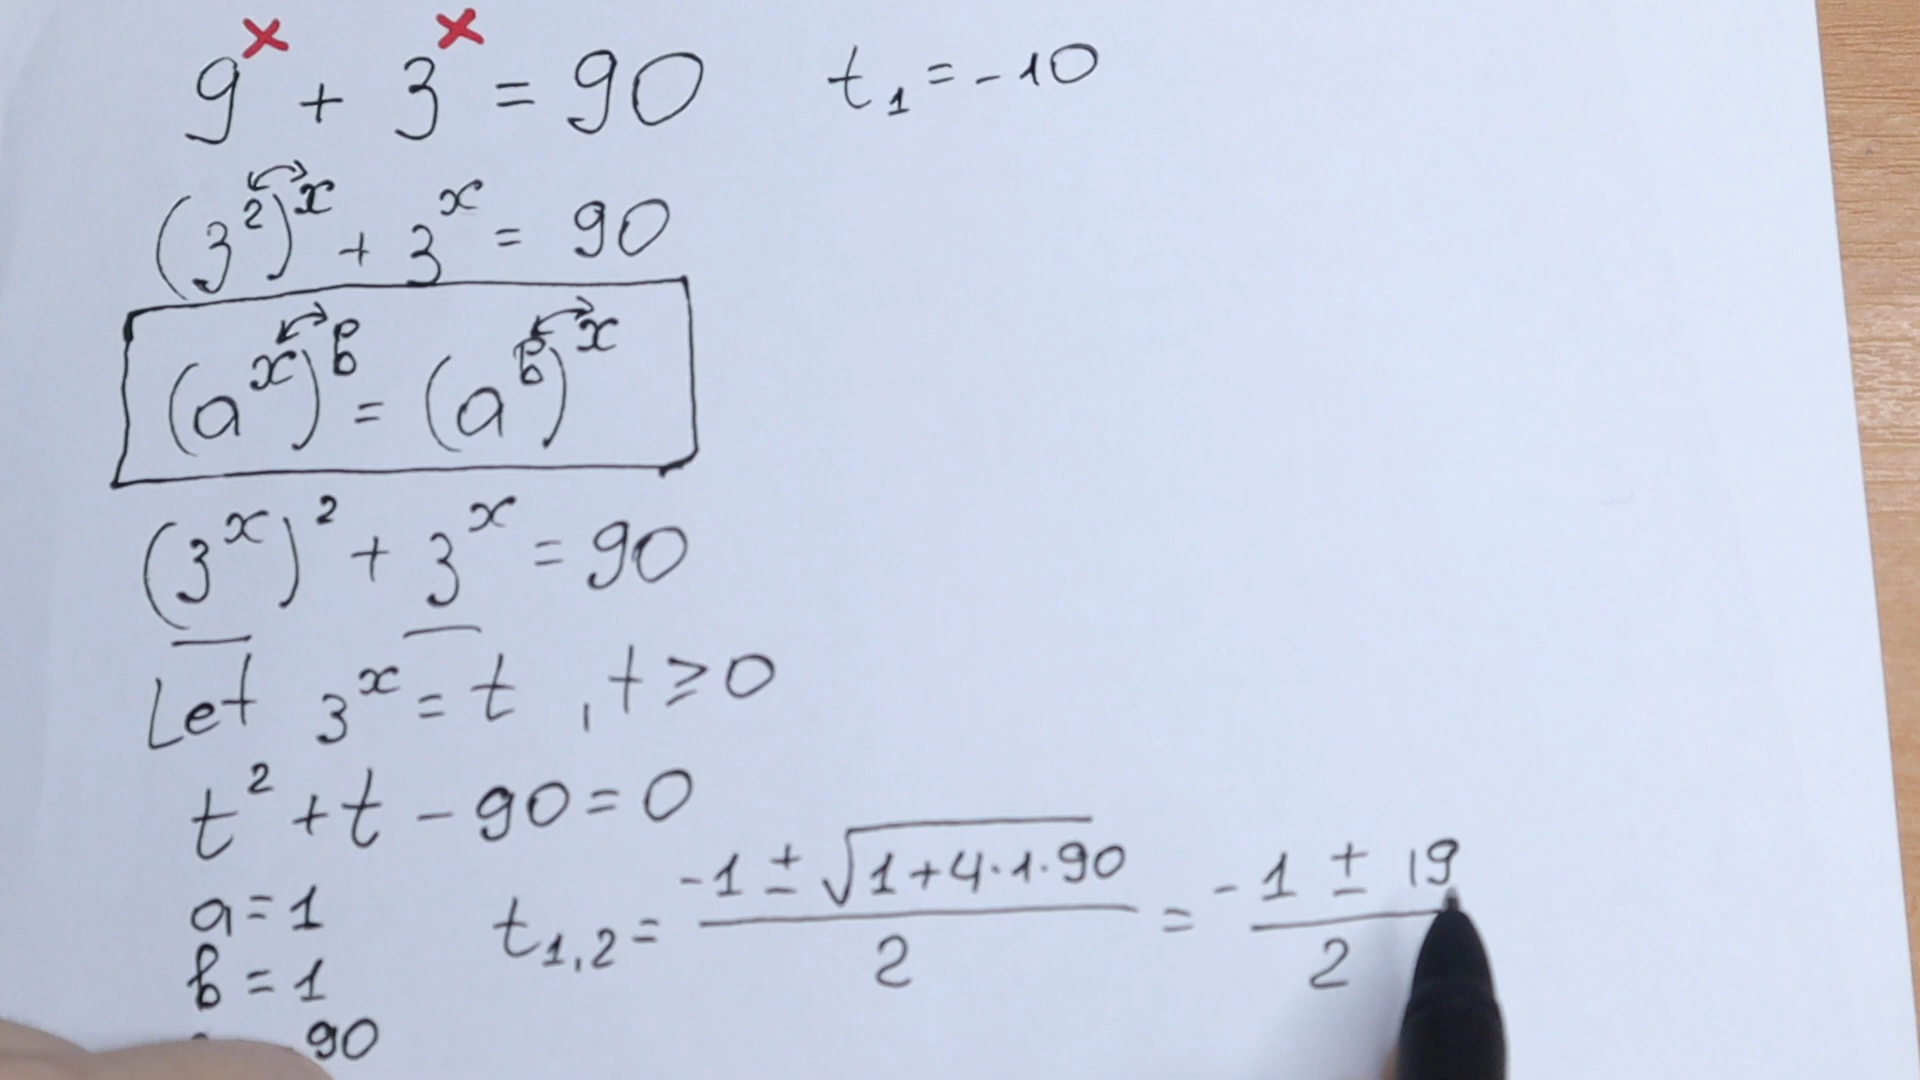 9^x + 3^x = 90
t₁ = -10
(3²)^x + 3^x = 90
(a^x)^b = (a^b)^x
(3^x)² + 3^x = 90
Let 3^x = t , t ≥ 0
t² + t - 90 = 0
a = 1
b = 1
90
t₁,₂ = (-1 ± √(1+4·1·90))/2 = (-1 ± 19)/2